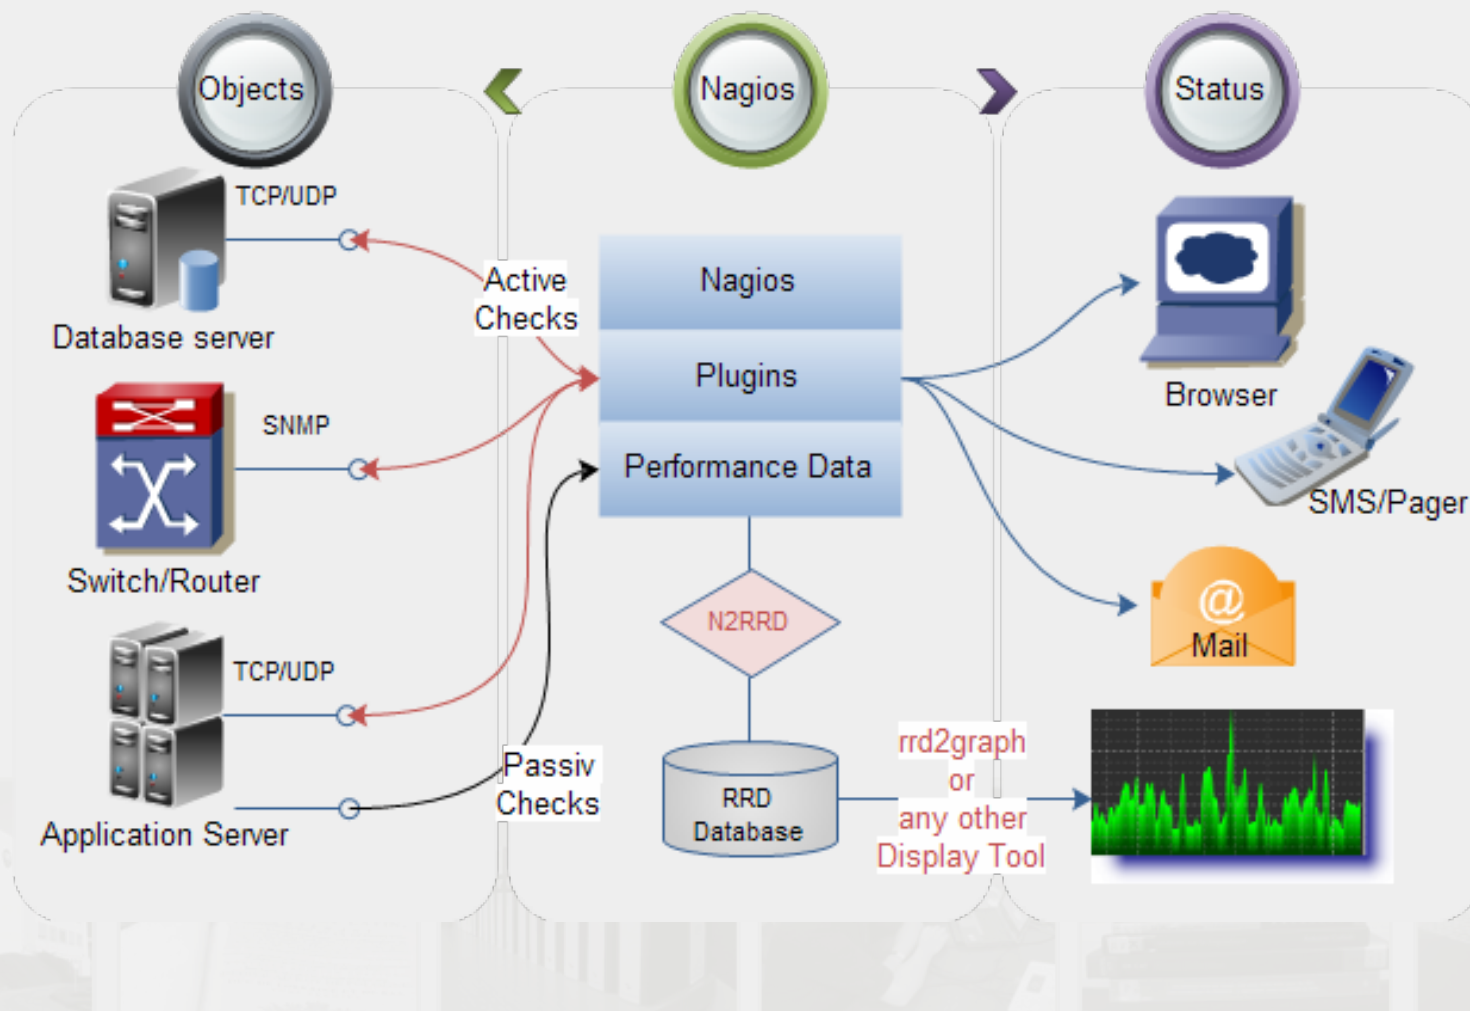 Objects
Nagios
Status
TCP/UDP
Database server
SNMP
Switch/Router
TCP/UDP
Application Server
Active
Checks
Passiv
Checks
Nagios
Plugins
Performance Data
N2RRD
RRD
Database
rrd2graph
or
any other
Display Tool
Browser
SMS/Pager
@
Mail